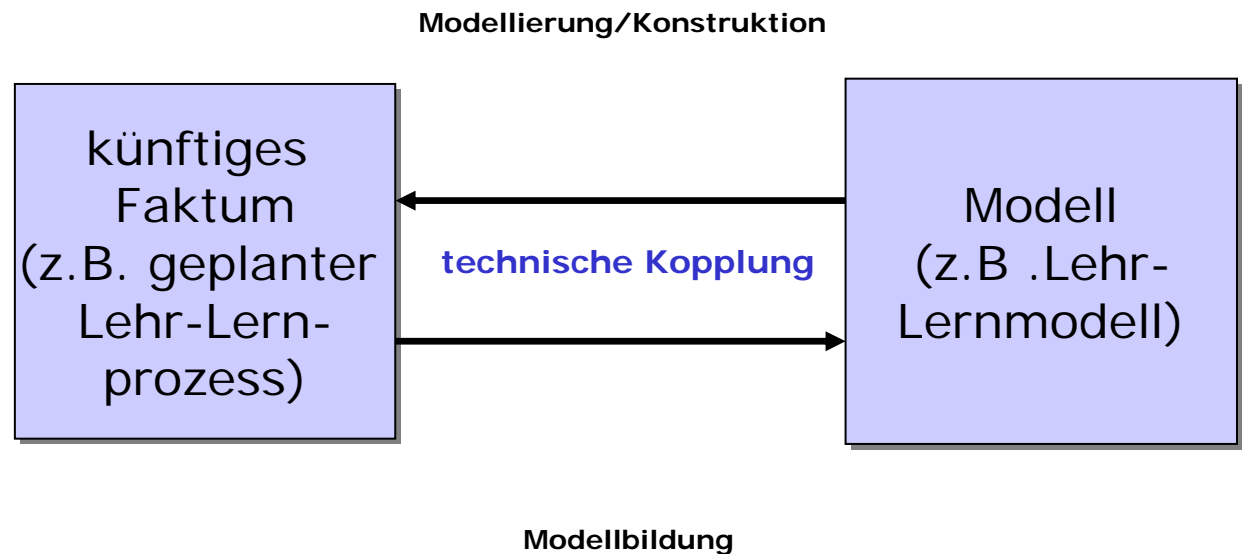 Modellierung/Konstruktion
künftiges
Faktum
(z.B. geplanter
Lehr-Lern-
prozess)
technische Kopplung
Modell
(z.B .Lehr-
Lernmodell)
Modellbildung